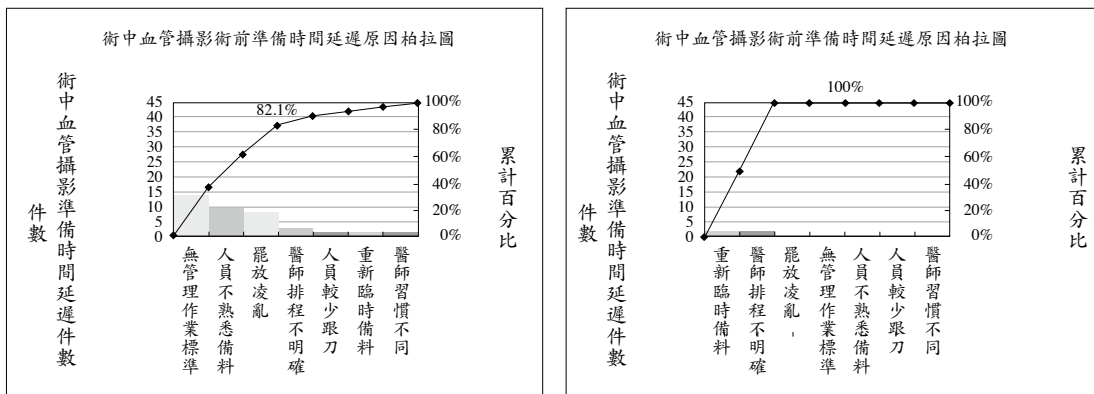 術中血管攝影術前準備時間延遲原因柏拉圖
術中血管攝影準備時間延遲件數
件數
45
40
35
30
25
20
15
10
5
0
82.1%
100%
80%
60%
40%
20%
0%
累計百分比
無管理作業標準
人員不熟悉備料
罷放凌亂
醫師排程不明確
人員較少跟刀
重新臨時備料
醫師習慣不同
術中血管攝影術前準備時間延遲原因柏拉圖
術中血管攝影準備時間延遲件數
件數
45
40
35
30
25
20
15
10
5
0
100%
100%
80%
60%
40%
20%
0%
累計百分比
重新臨時備料
醫師排程不明確
罷放凌亂
無管理作業標準
人員不熟悉備料
人員較少跟刀
醫師習慣不同